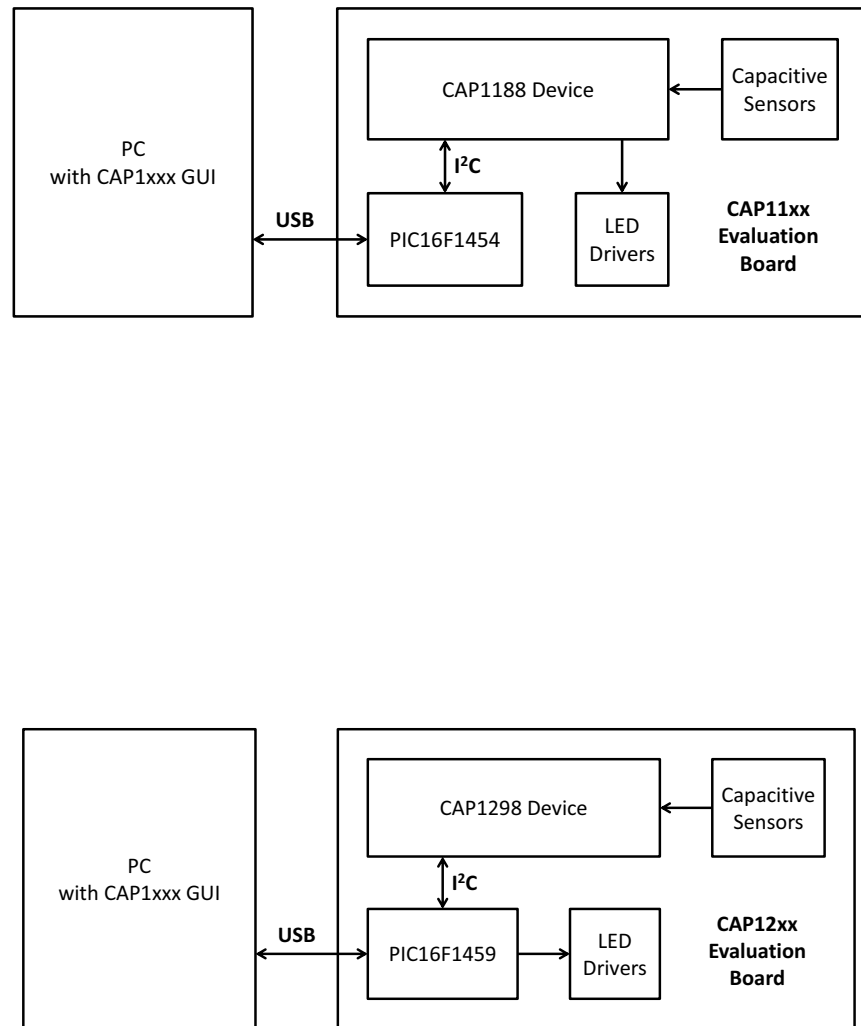 PC
with CAP1xxx GUI
USB
CAP1188 Device
Capacitive
Sensors
I²C
PIC16F1454
LED
Drivers
CAP11xx
Evaluation
Board
PC
with CAP1xxx GUI
USB
CAP1298 Device
Capacitive
Sensors
I²C
PIC16F1459
LED
Drivers
CAP12xx
Evaluation
Board